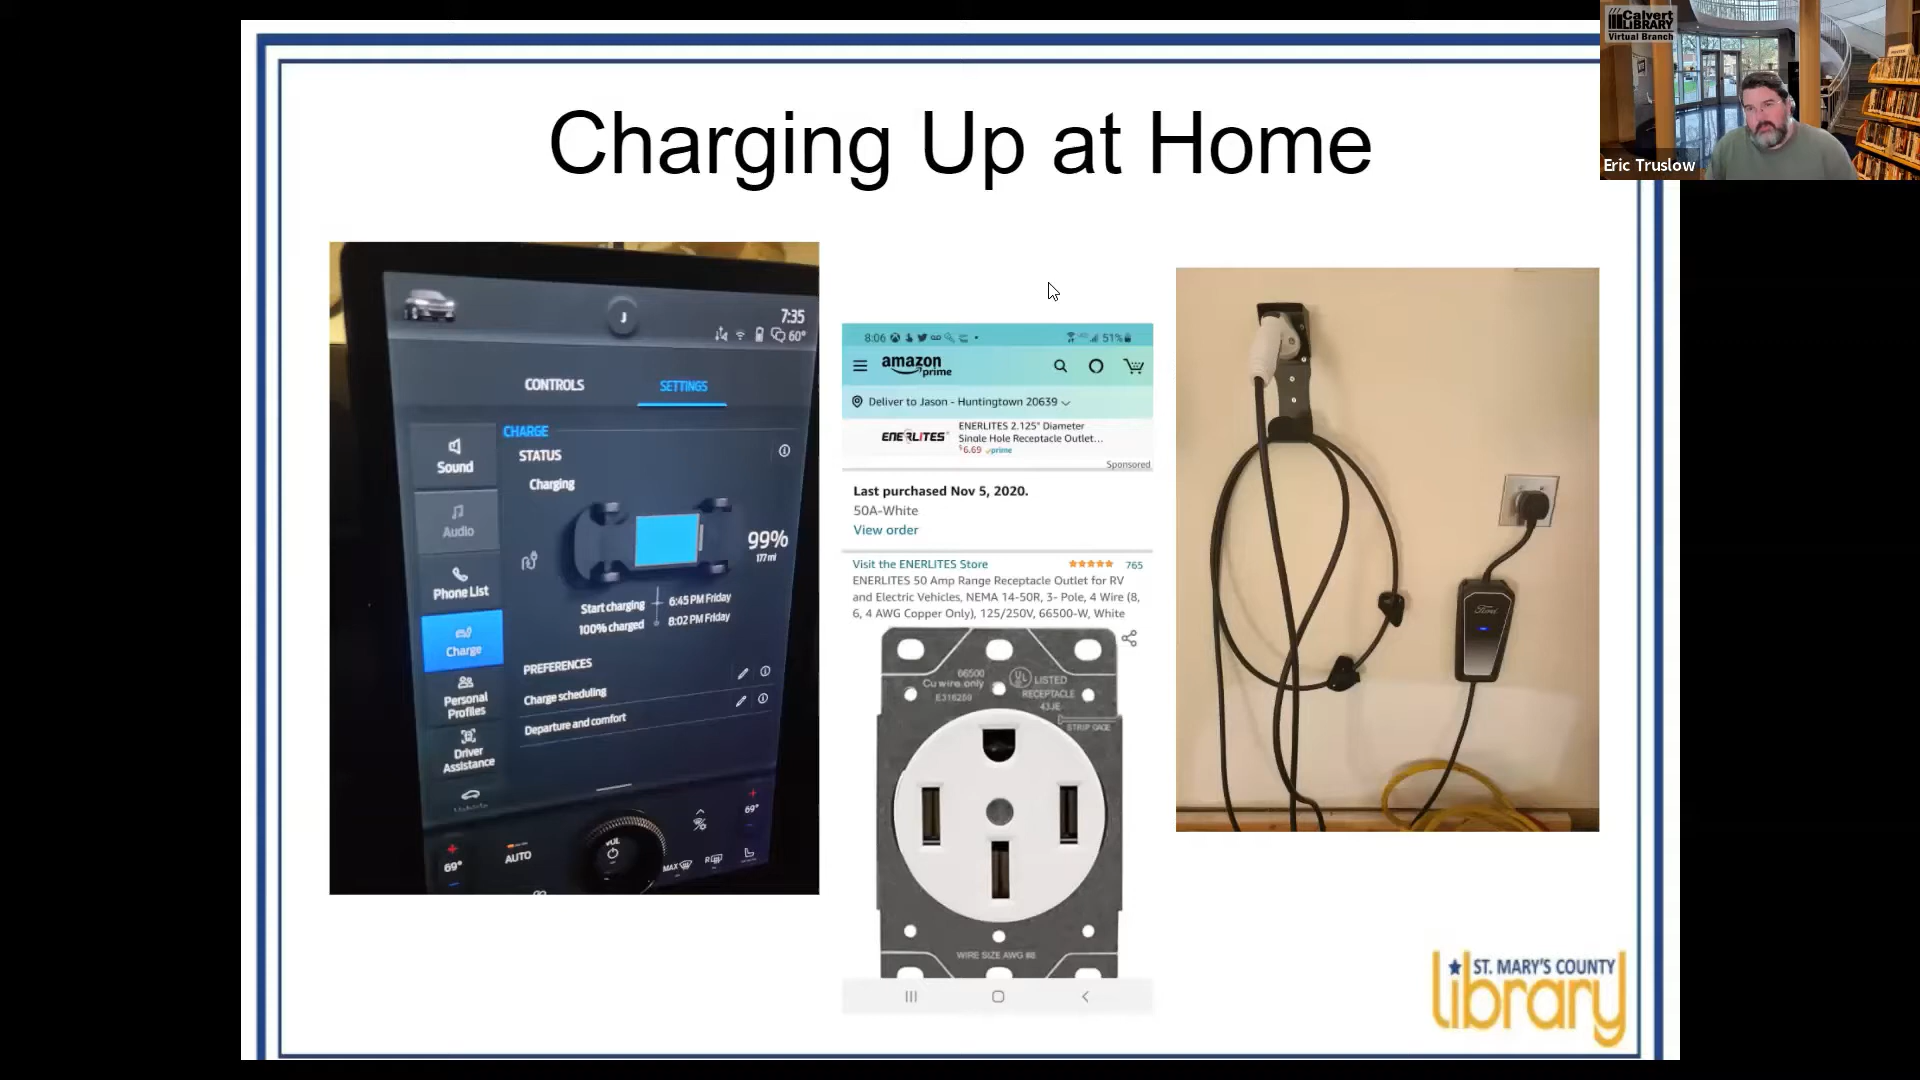 Charging Up at Home
Calvert
LIBRARY
Virtual Branch
Eric Truslow
J
7:35
60°
CONTROLS
SETTINGS
CHARGE
STATUS
Charging
99%
177 mi
Start charging
6:45 PM Friday
100% charged
8:02 PM Friday
PREFERENCES
Charge scheduling
Departure and comfort
Sound
Audio
Phone List
Charge
Personal
Profiles
Driver
Assistance
Vehicle
69°
AUTO
VOL
MAX
R
69°
8:06
51%
amazon
prime
Deliver to Jason - Huntingtown 20639
ENERLITES
ENERLITES 2.125" Diameter
Single Hole Receptacle Outlet...
$6.69 prime
Sponsored
Last purchased Nov 5, 2020.
50A-White
View order
Visit the ENERLITES Store
765
ENERLITES 50 Amp Range Receptacle Outlet for RV
and Electric Vehicles, NEMA 14-50R, 3- Pole, 4 Wire (8,
6, 4 AWG Copper Only), 125/250V, 66500-W, White
66500
Cu wire only
E316259
UL
LISTED
RECEPTACLE
43JE
STRIP GAGE
WIRE SIZE AWG #8
Ford
ST. MARY'S COUNTY
library